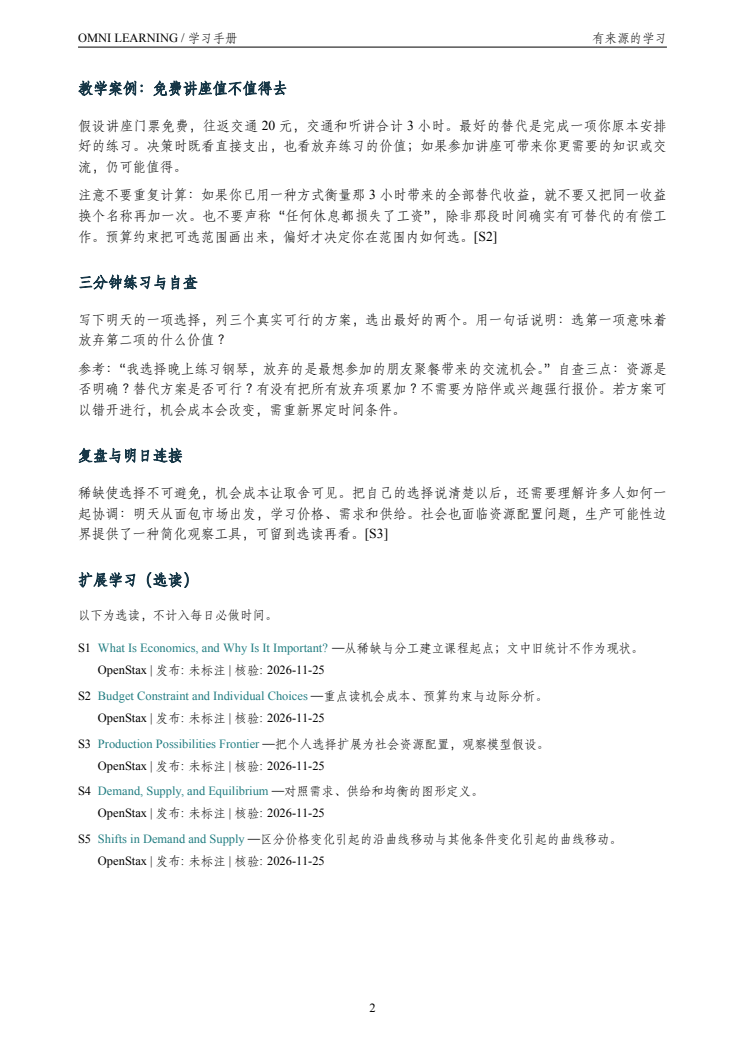 OMNI LEARNING / 学习手册
有来源的学习
教学案例：免费讲座值不值得去
假设讲座门票免费，往返交通 20 元，交通和听讲合计 3 小时。最好的替代是完成一项你原本安排
好的练习。决策时既看直接支出，也看放弃练习的价值；如果参加讲座可带来你更需要的知识或交
流，仍可能值得。
注意不要重复计算：如果你已用一种方式衡量那 3 小时带来的全部替代收益，就不要又把同一收益
换个名称再加一次。也不要声称“任何休息都损失了工资”，除非那段时间确实有可替代的有偿工
作。预算约束把可选范围画出来，偏好才决定你在范围内如何选。[S2]
三分钟练习与自查
写下明天的一项选择，列三个真实可行的方案，选出最好的两个。用一句话说明：选第一项意味着
放弃第二项的什么价值？
参考：“我选择晚上练习钢琴，放弃的是最想参加的朋友聚餐带来的交流机会。”自查三点：资源是
否明确？替代方案是否可行？有没有把所有放弃项累加？不需要为陪伴或兴趣强行报价。若方案可
以错开进行，机会成本会改变，需重新界定时间条件。
复盘与明日连接
稀缺使选择不可避免，机会成本让取舍可见。把自己的选择说清楚以后，还需要理解许多人如何一
起协调：明天从面包市场出发，学习价格、需求和供给。社会也面临资源配置问题，生产可能性边
界提供了一种简化观察工具，可留到选读再看。[S3]
扩展学习（选读）
以下为选读，不计入每日必做时间。
S1 What Is Economics, and Why Is It Important? —从稀缺与分工建立课程起点；文中旧统计不作为现状。
OpenStax | 发布: 未标注 | 核验: 2026-11-25
S2 Budget Constraint and Individual Choices —重点读机会成本、预算约束与边际分析。
OpenStax | 发布: 未标注 | 核验: 2026-11-25
S3 Production Possibilities Frontier —把个人选择扩展为社会资源配置，观察模型假设。
OpenStax | 发布: 未标注 | 核验: 2026-11-25
S4 Demand, Supply, and Equilibrium —对照需求、供给和均衡的图形定义。
OpenStax | 发布: 未标注 | 核验: 2026-11-25
S5 Shifts in Demand and Supply —区分价格变化引起的沿曲线移动与其他条件变化引起的曲线移动。
OpenStax | 发布: 未标注 | 核验: 2026-11-25
2